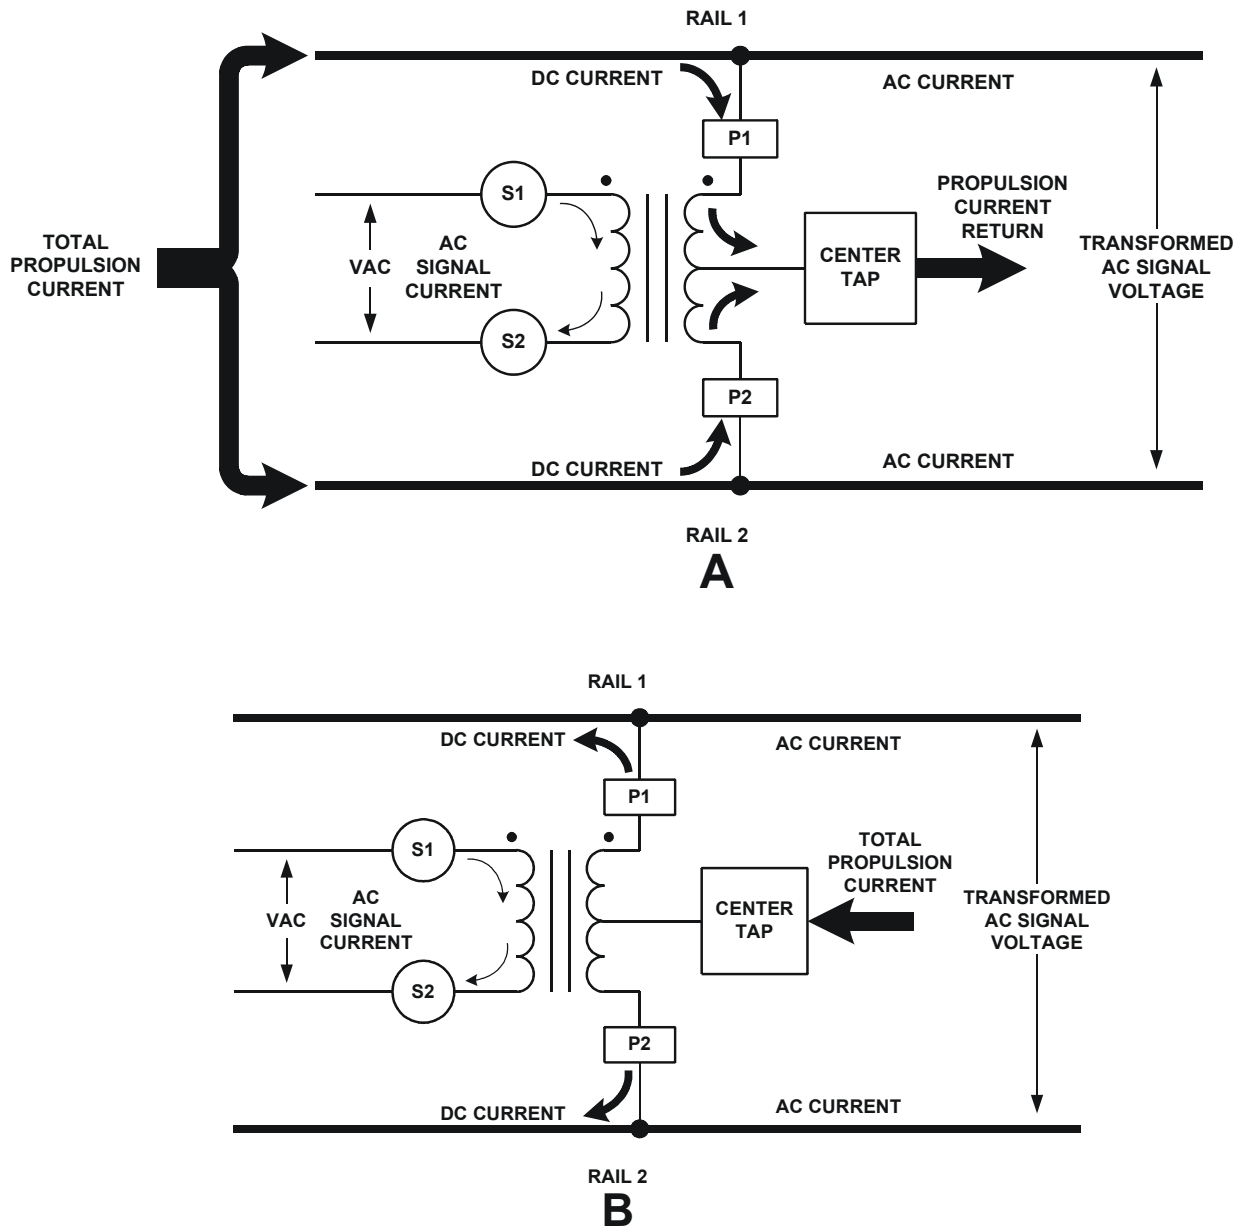 RAIL 1
DC CURRENT
AC CURRENT
P1
S1
PROPULSION
CURRENT
RETURN
TOTAL
PROPULSION
CURRENT
VAC
AC
SIGNAL
CURRENT
CENTER
TAP
TRANSFORMED
AC SIGNAL
VOLTAGE
S2
P2
DC CURRENT
AC CURRENT
RAIL 2
A
RAIL 1
DC CURRENT
AC CURRENT
P1
S1
TOTAL
PROPULSION
CURRENT
VAC
AC
SIGNAL
CURRENT
CENTER
TAP
TRANSFORMED
AC SIGNAL
VOLTAGE
S2
P2
DC CURRENT
AC CURRENT
RAIL 2
B